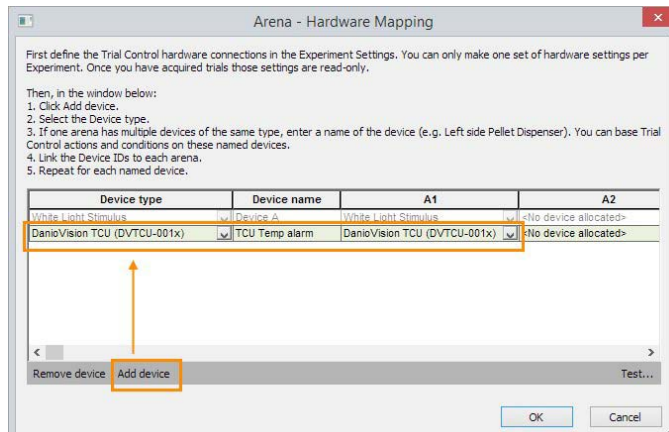 Arena - Hardware Mapping
First define the Trial Control hardware connections in the Experiment Settings. You can only make one set of hardware settings per
Experiment. Once you have acquired trials those settings are read-only.
Then, in the window below:
1. Click Add device.
2. Select the Device type.
3. If one arena has multiple devices of the same type, enter a name of the device (e.g. Left side Pellet Dispenser). You can base Trial
Control actions and conditions on these named devices.
4. Link the Device IDs to each arena.
5. Repeat for each named device.
Device type Device name A1 A2
White Light Stimulus Device A White Light Stimulus <No device allocated>
DanioVision TCU (DVTCU-001x) TCU Temp alarm DanioVision TCU (DVTCU-001x) <No device allocated>
Remove device Add device Test...
OK Cancel